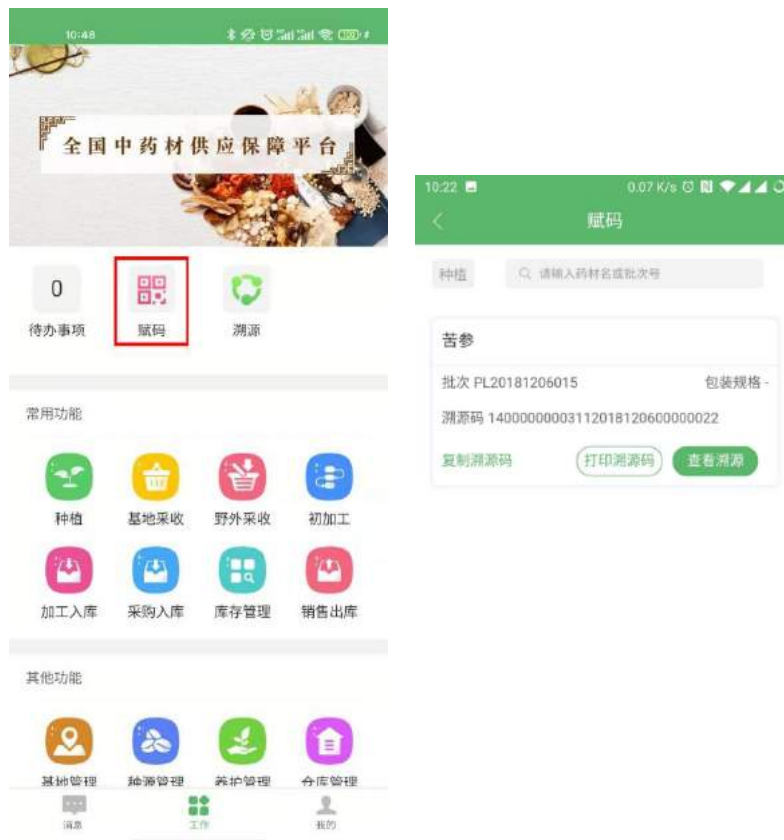 10:48
全国中药材供应保障平台
0
待办事项
赋码
溯源
常用功能
种植
基地采收
野外采收
初加工
加工入库
采购入库
库存管理
销售出库
其他功能
基地管理
种源管理
养护管理
仓库管理
消息
工作
我的
10:22
0.07 K/s
赋码
种植
请输入药材名或批次号
苦参
批次 PL20181206015
包装规格 -
溯源码 1400000000311201812060000002​2
复制溯源码
打印溯源码
查看溯源